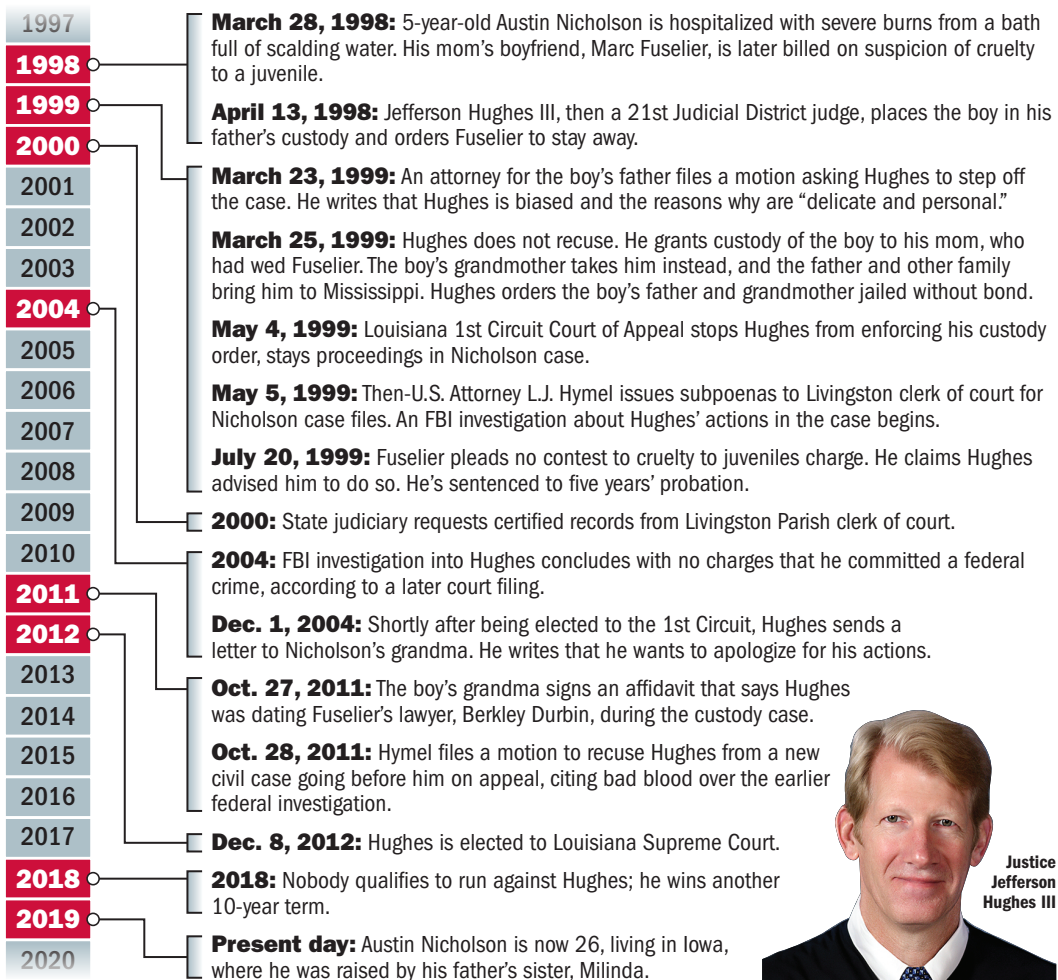 1997
1998
1999
2000
2001
2002
2003
2004
2005
2006
2007
2008
2009
2010
2011
2012
2013
2014
2015
2016
2017
2018
2019
2020
March 28, 1998: 5-year-old Austin Nicholson is hospitalized with severe burns from a bath
full of scalding water. His mom’s boyfriend, Marc Fuselier, is later billed on suspicion of cruelty
to a juvenile.
April 13, 1998: Jefferson Hughes III, then a 21st Judicial District judge, places the boy in his
father’s custody and orders Fuselier to stay away.
March 23, 1999: An attorney for the boy’s father files a motion asking Hughes to step off
the case. He writes that Hughes is biased and the reasons why are “delicate and personal.”
March 25, 1999: Hughes does not recuse. He grants custody of the boy to his mom, who
had wed Fuselier. The boy’s grandmother takes him instead, and the father and other family
bring him to Mississippi. Hughes orders the boy’s father and grandmother jailed without bond.
May 4, 1999: Louisiana 1st Circuit Court of Appeal stops Hughes from enforcing his custody
order, stays proceedings in Nicholson case.
May 5, 1999: Then-U.S. Attorney L.J. Hymel issues subpoenas to Livingston clerk of court for
Nicholson case files. An FBI investigation about Hughes’ actions in the case begins.
July 20, 1999: Fuselier pleads no contest to cruelty to juveniles charge. He claims Hughes
advised him to do so. He’s sentenced to five years’ probation.
2000: State judiciary requests certified records from Livingston Parish clerk of court.
2004: FBI investigation into Hughes concludes with no charges that he committed a federal
crime, according to a later court filing.
Dec. 1, 2004: Shortly after being elected to the 1st Circuit, Hughes sends a
letter to Nicholson’s grandma. He writes that he wants to apologize for his actions.
Oct. 27, 2011: The boy’s grandma signs an affidavit that says Hughes
was dating Fuselier’s lawyer, Berkley Durbin, during the custody case.
Oct. 28, 2011: Hymel files a motion to recuse Hughes from a new
civil case going before him on appeal, citing bad blood over the earlier
federal investigation.
Dec. 8, 2012: Hughes is elected to Louisiana Supreme Court.
2018: Nobody qualifies to run against Hughes; he wins another
10-year term.
Present day: Austin Nicholson is now 26, living in Iowa,
where he was raised by his father’s sister, Milinda.
Justice
Jefferson
Hughes III